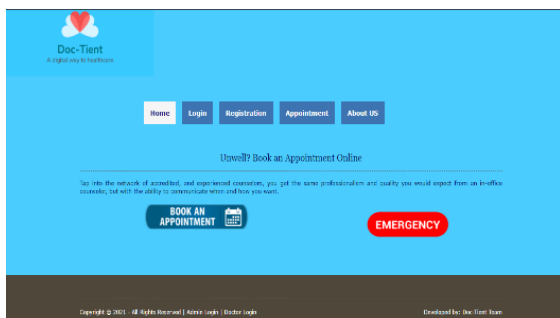 Doc-Tient
A digital way to healthcare
Home Login Registration Appointment About US
Unwell? Book an Appointment Online
Tap into the network of accredited, and experienced counselors, you get the same professionalism and quality you would expect from an in-office
counselor, but with the ability to communicate when and how you want.
BOOK AN
APPOINTMENT
EMERGENCY
Copyright @ 2021 - All Rights Reserved | Admin Login | Doctor Login Developed by: Doc-Tient Team